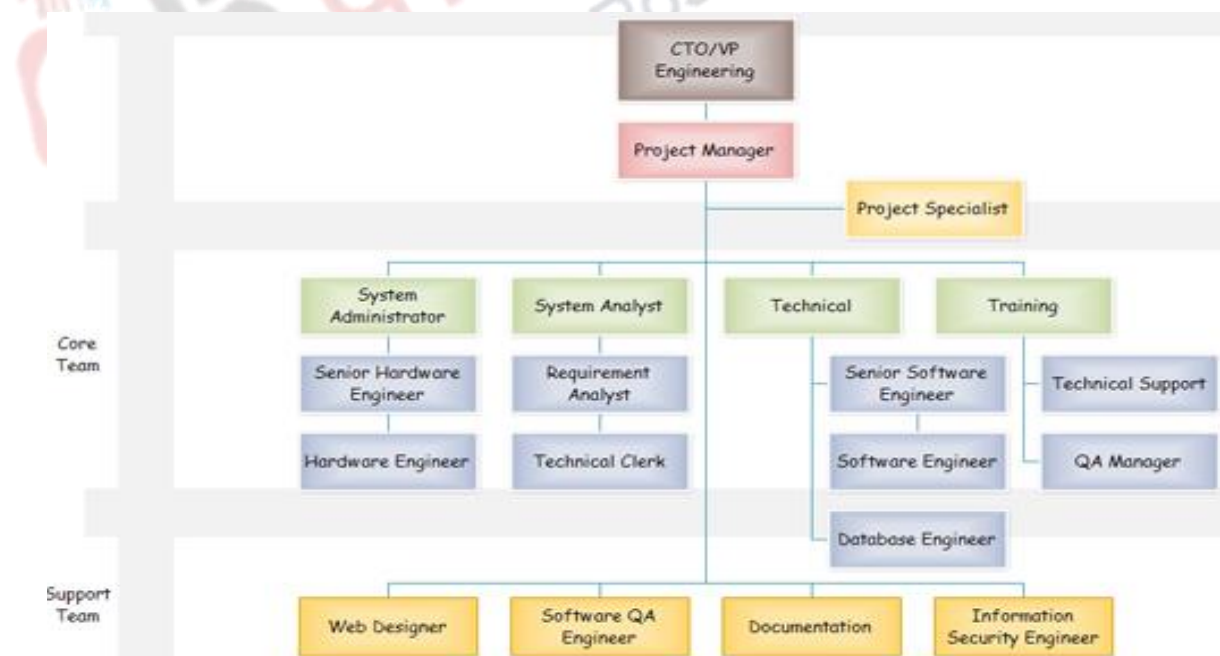 CTO/VP
Engineering
Project Manager
Project Specialist
Core
Team
System
Administrator
System Analyst
Technical
Training
Senior Hardware
Engineer
Requirement
Analyst
Senior Software
Engineer
Technical Support
Hardware Engineer
Technical Clerk
Software Engineer
QA Manager
Database Engineer
Support
Team
Web Designer
Software QA
Engineer
Documentation
Information
Security Engineer